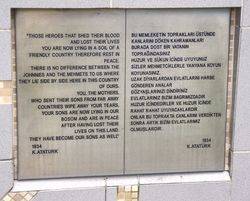 "THOSE HEROES THAT SHED THEIR BLOOD
AND LOST THEIR LIVES
YOU ARE NOW LYING IN A SOIL OF A
FRIENDLY COUNTRY THEREFORE REST IN
PEACE.
THERE IS NO DIFFERENCE BETWEEN THE
JOHNNIES AND THE MEHMETS TO US WHERE
THEY LIE SIDE BY SIDE HERE IN THIS COUNTRY
OF OURS.
YOU, THE MOTHERS,
WHO SENT THEIR SONS FROM FAR AWAY
COUNTRIES WIPE AWAY YOUR TEARS.
YOUR SONS ARE NOW LYING IN OUR
BOSOM AND ARE IN PEACE
AFTER HAVING LOST THEIR
LIVES ON THIS LAND.
THEY HAVE BECOME OUR SONS AS WELL"
1934
K.ATATÜRK
BU MEMLEKETİN TOPRAKLARI ÜSTÜNDE
KANLARINI DÖKEN KAHRAMANLARI
BURADA DOST BİR VATANIN
TOPRAĞINDASINIZ
HUZUR VE SÜKUN İÇİNDE UYUYUNUZ
SİZLER MEHMETÇİKLERLE YANYANA KOYUN
KOYUNASINIZ.
UZAK DİYARLARDAN EVLATLARINI HARBE
GÖNDEREN ANALAR
GÖZYAŞLARINIZI DİNDİRİNİZ
EVLATLARINIZ BİZİM BAĞRIMIZDADIR
HUZUR İÇİNDEDİRLER VE HUZUR İÇİNDE
RAHAT RAHAT UYUYACAKLARDIR
ONLAR BU TOPRAKTA CANLARINI VERDİKTEN
SONRA ARTIK BİZİM EVLATLARIMIZ
OLMUŞLARDIR.
1934
K.ATATÜRK